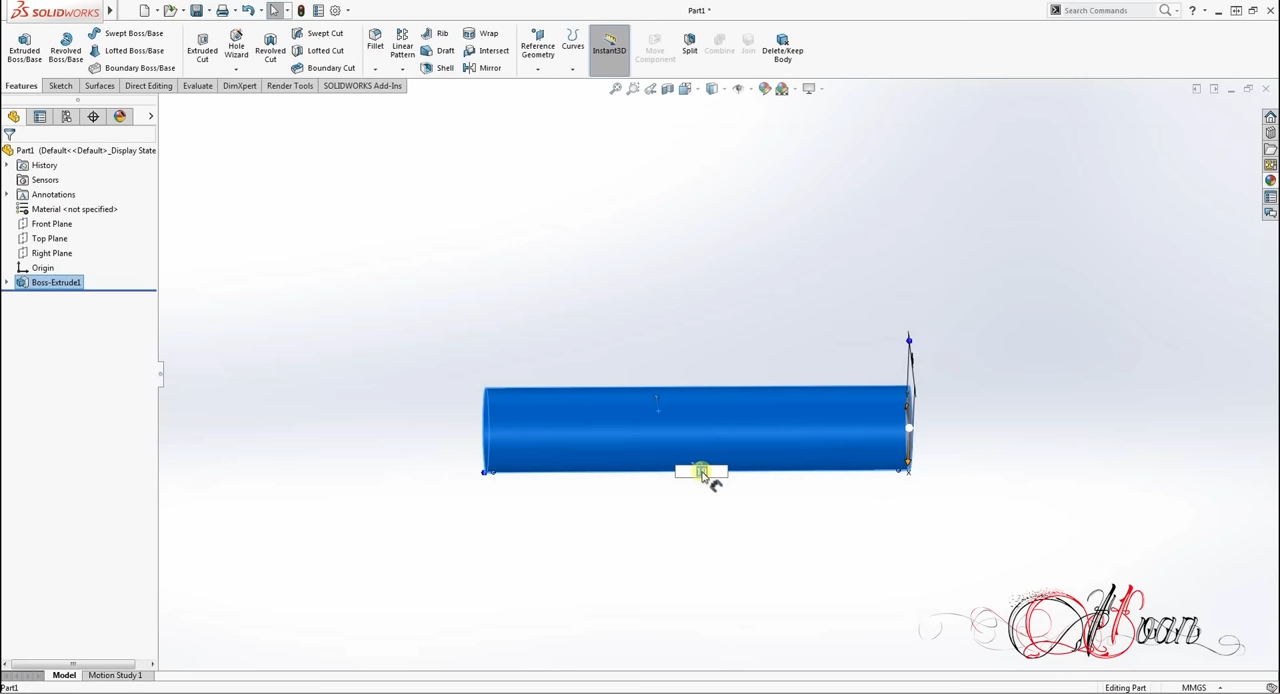 SOLIDWORKS
Part1 *
Search Commands
Extruded Boss/Base
Revolved Boss/Base
Swept Boss/Base
Lofted Boss/Base
Boundary Boss/Base
Extruded Cut
Hole Wizard
Revolved Cut
Swept Cut
Lofted Cut
Boundary Cut
Fillet
Linear Pattern
Rib
Draft
Shell
Wrap
Intersect
Mirror
Reference Geometry
Curves
Instant3D
Move Component
Split
Combine
Join
Delete/Keep Body
Features
Sketch
Surfaces
Direct Editing
Evaluate
DimXpert
Render Tools
SOLIDWORKS Add-Ins
Part1 (Default<<Default>_Display State
History
Sensors
Annotations
Material <not specified>
Front Plane
Top Plane
Right Plane
Origin
Boss-Extrude1
Model
Motion Study 1
Part1
Editing Part
MMGS